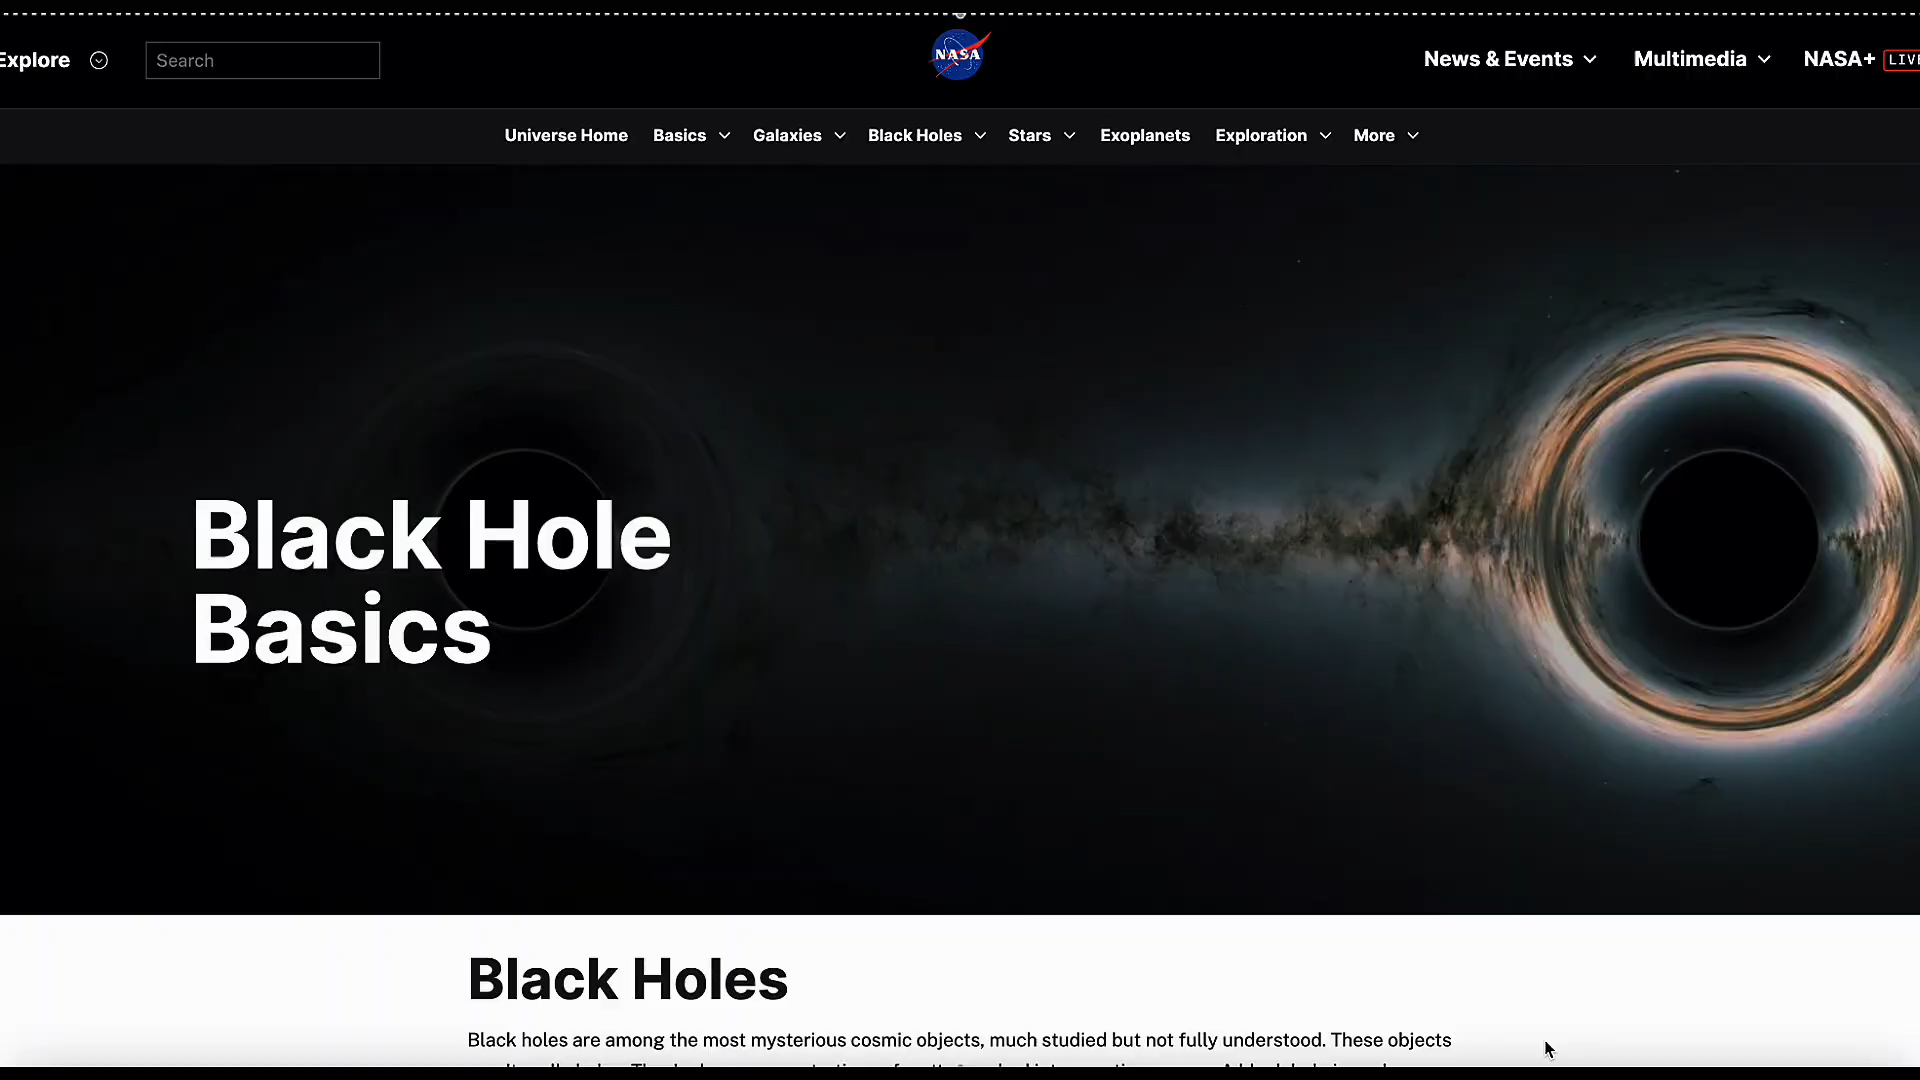 Explore
Search
NASA
News & Events
Multimedia
NASA+
Universe Home
Basics
Galaxies
Black Holes
Stars
Exoplanets
Exploration
More
Black Hole
Basics
Black Holes
Black holes are among the most mysterious cosmic objects, much studied but not fully understood. These objects